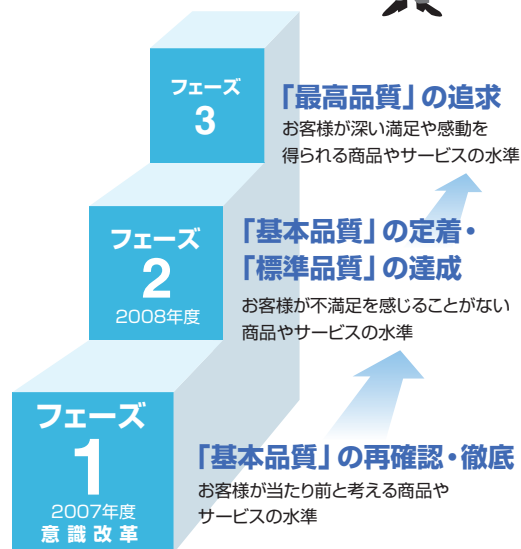 フェーズ
3
「最高品質」の追求
お客様が深い満足や感動を
得られる商品やサービスの水準
フェーズ
2
2008年度
「基本品質」の定着・
「標準品質」の達成
お客様が不満足を感じることがない
商品やサービスの水準
フェーズ
1
2007年度
意識改革
「基本品質」の再確認・徹底
お客様が当たり前と考える商品や
サービスの水準